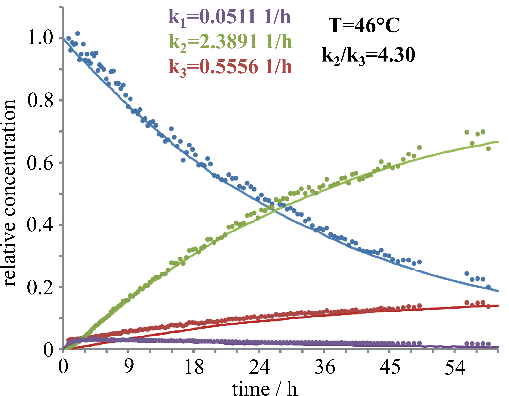 k₁=0.0511 1/h
k₂=2.3891 1/h
k₃=0.5556 1/h
T=46°C
k₂/k₃=4.30
relative concentration
1.0
0.8
0.6
0.4
0.2
0
0 9 18 24 36 45 54
time / h